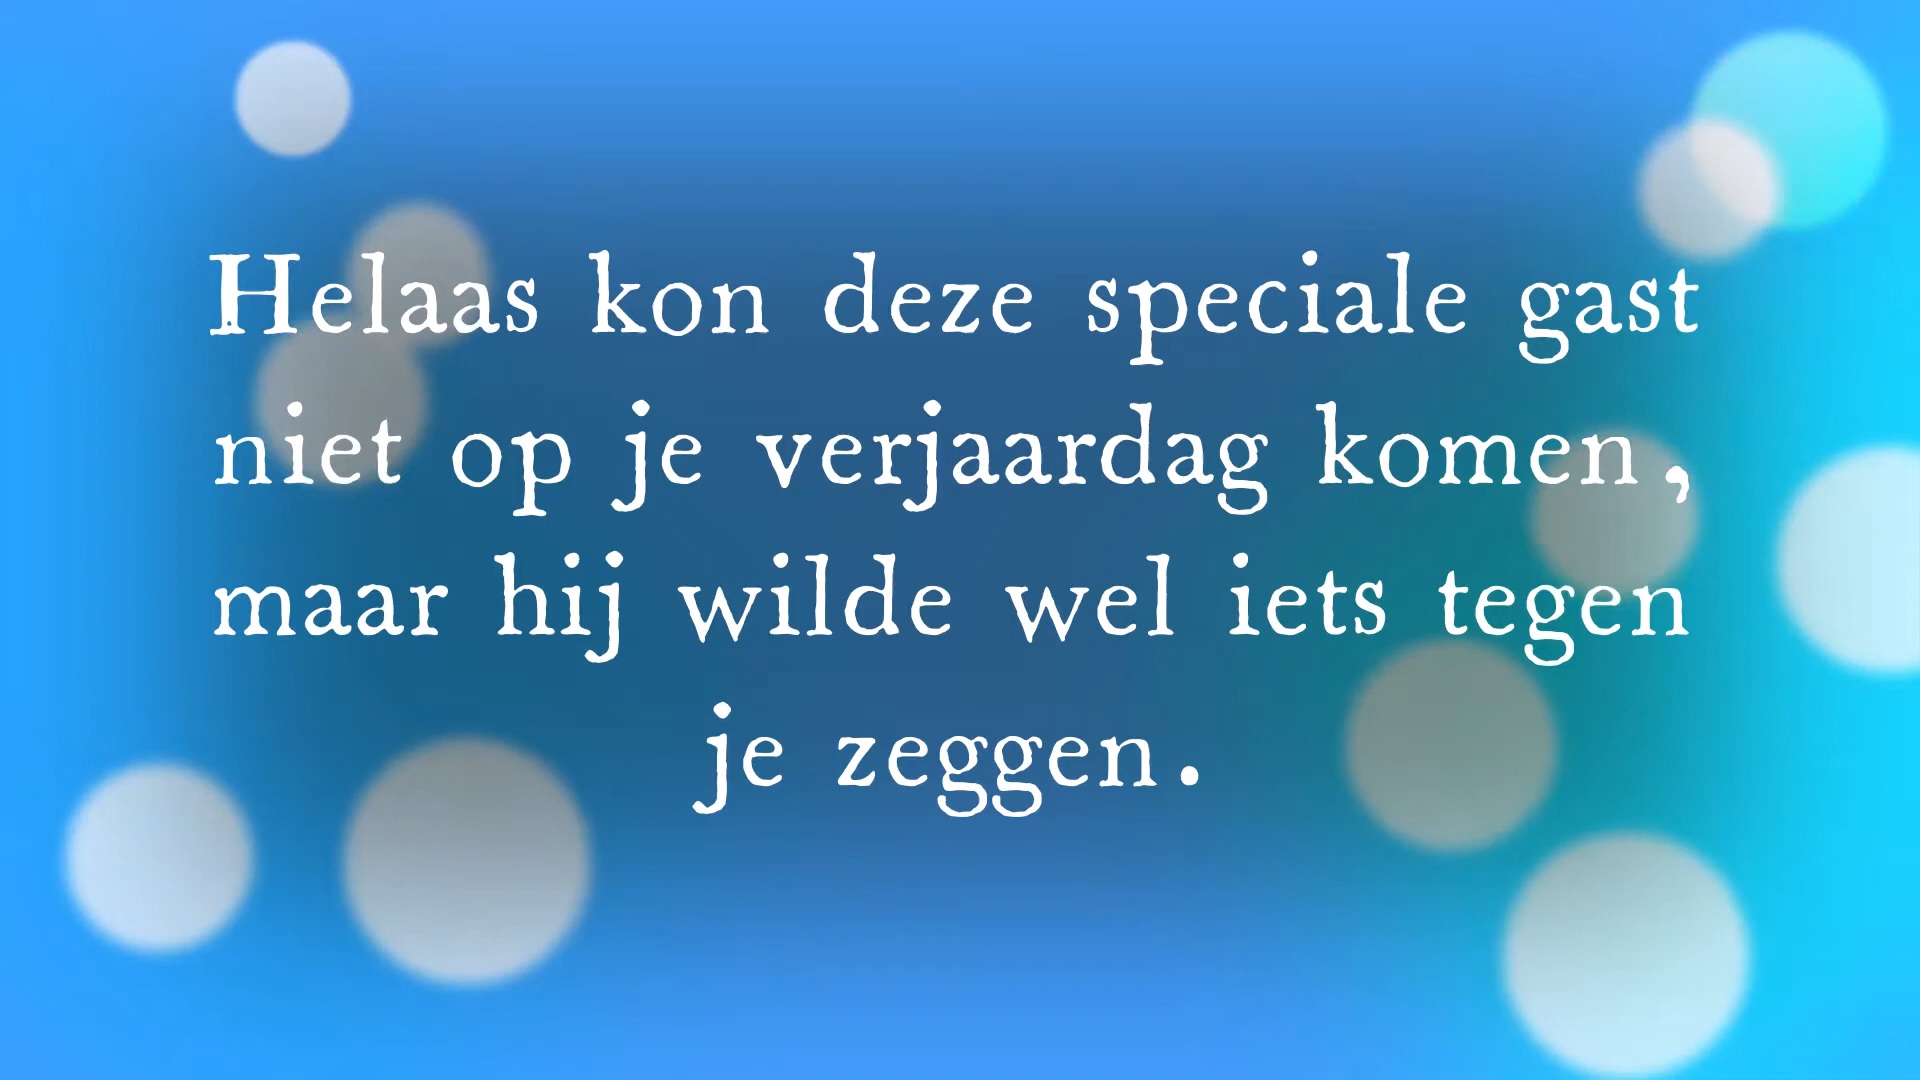 Helaas kon deze speciale gast
niet op je verjaardag komen,
maar hij wilde wel iets tegen
je zeggen.